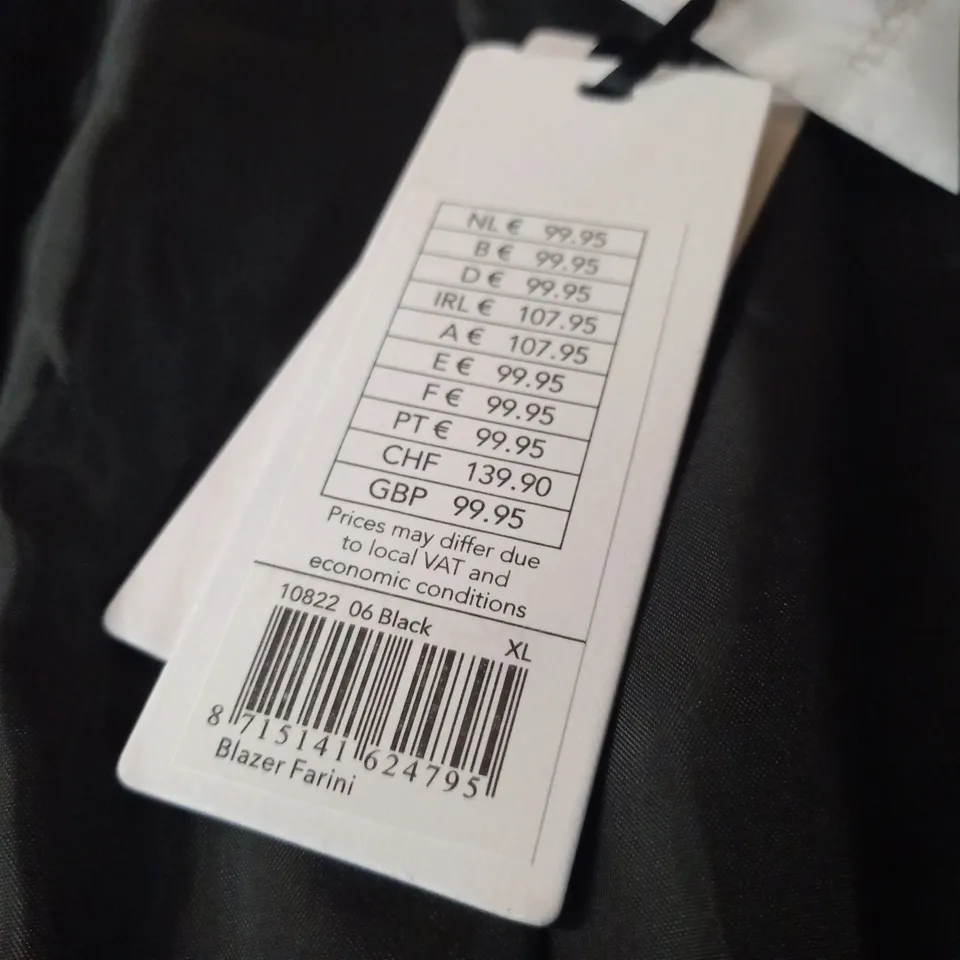 NL € 99.95
B € 99.95
D € 99.95
IRL € 107.95
A € 107.95
E € 99.95
F € 99.95
PT € 99.95
CHF 139.90
GBP 99.95
Prices may differ due
to local VAT and
economic conditions
10822 06 Black
XL
8 715141 624795
Blazer Farini